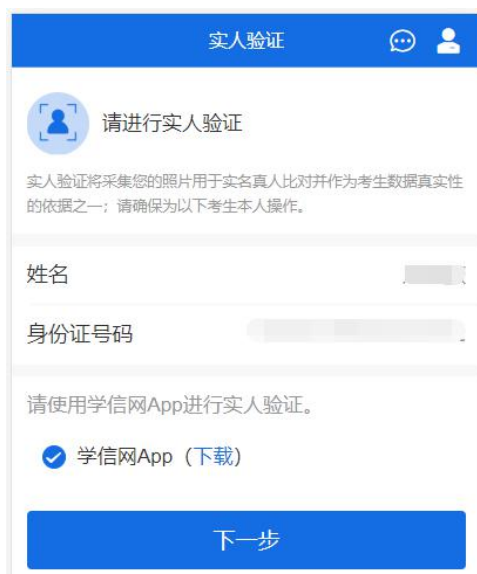 实人验证
请进行实人验证
实人验证将采集您的照片用于实名真人比对并作为考生数据真实性
的依据之一；请确保为以下考生本人操作。
姓名
身份证号码
请使用学信网App进行实人验证。
学信网App（下载）
下一步